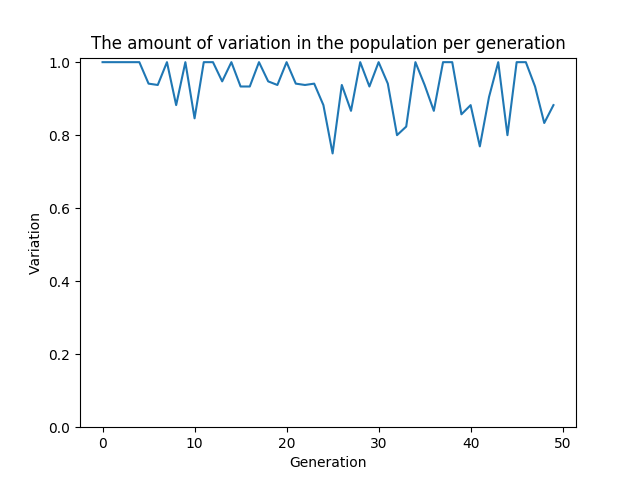 The amount of variation in the population per generation
1.0
0.8
0.6
0.4
0.2
0.0
Variation
0 10 20 30 40 50
Generation